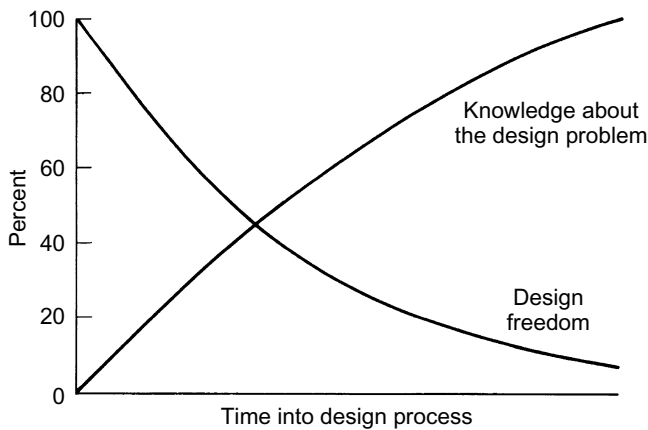 100
80
60
40
20
0
Percent
Knowledge about
the design problem
Design
freedom
Time into design process